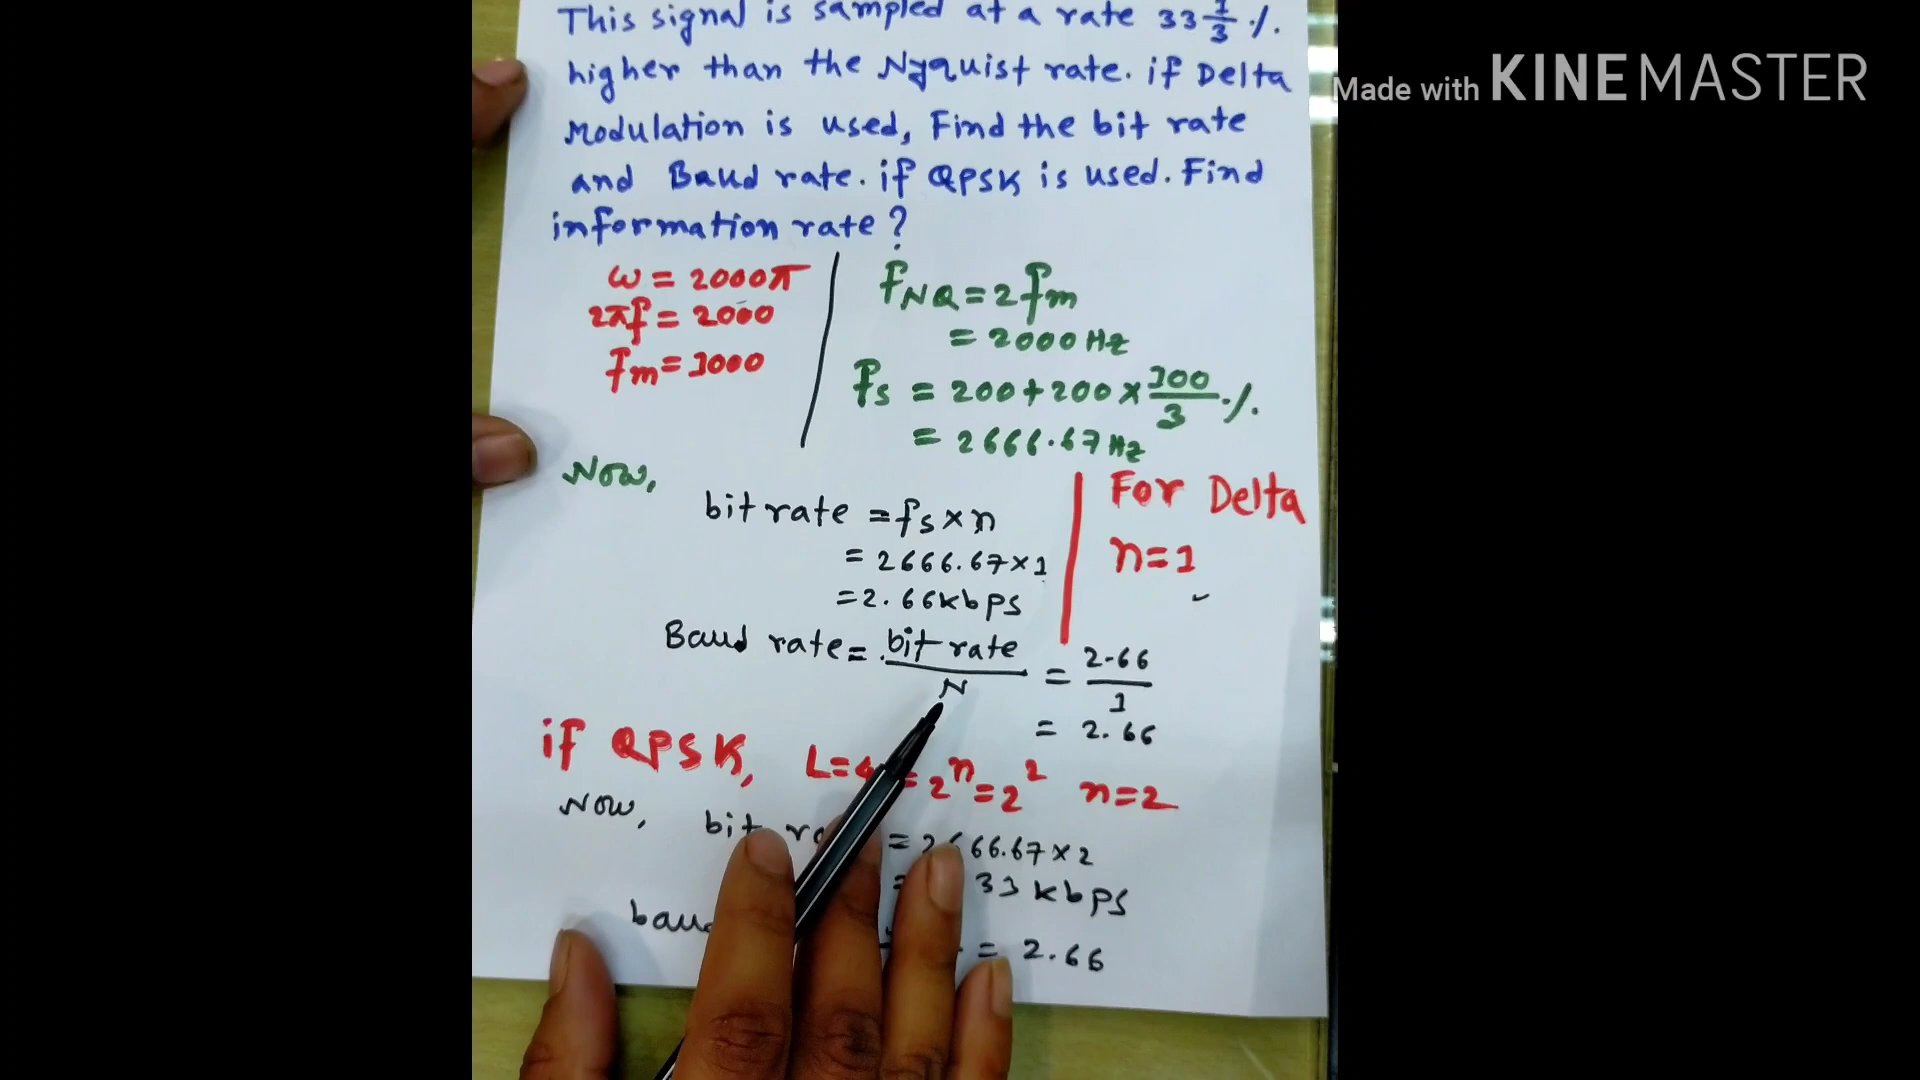 This signal is sampled at a rate 33 1/3 %.
higher than the Nyquist rate. if Delta
Modulation is used, Find the bit rate
and Baud rate. if QPSK is used. Find
information rate?
ω = 2000π
2πf = 2000
fm = 1000
fNQ = 2fm
= 2000 Hz
fs = 200 + 200 × 100/3 %.
= 2666.67 Hz
Now,
bit rate = fs × n
= 2666.67 × 1
= 2.66 kbps
For Delta
n = 1
Baud rate = bit rate / N = 2.66 / 1
= 2.66
if QPSK, L = 4 = 2^n = 2^2 n = 2
Now, bit = 2666.67 × 2
= 33 kbps
= 2.66
Made with KINEMASTER